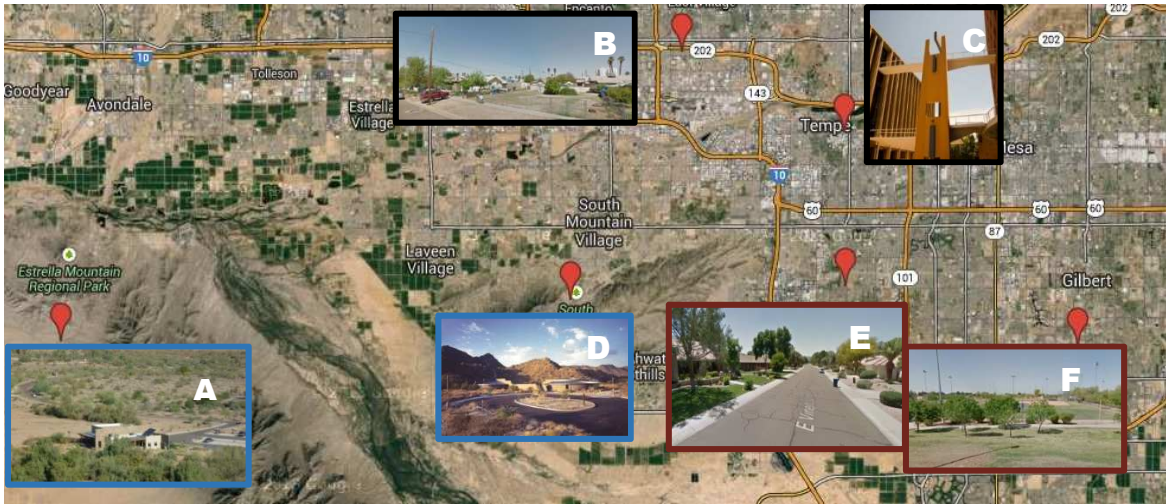 Encanto
East Village
202
202
10
Tolleson
Goodyear
Avondale
Estrella
Village
B
143
Tempe
C
Mesa
10
60
60
60
87
South
Mountain
Village
Laveen
Village
Estrella Mountain
Regional Park
101
Gilbert
South
A
D
E
F
hwat
thills